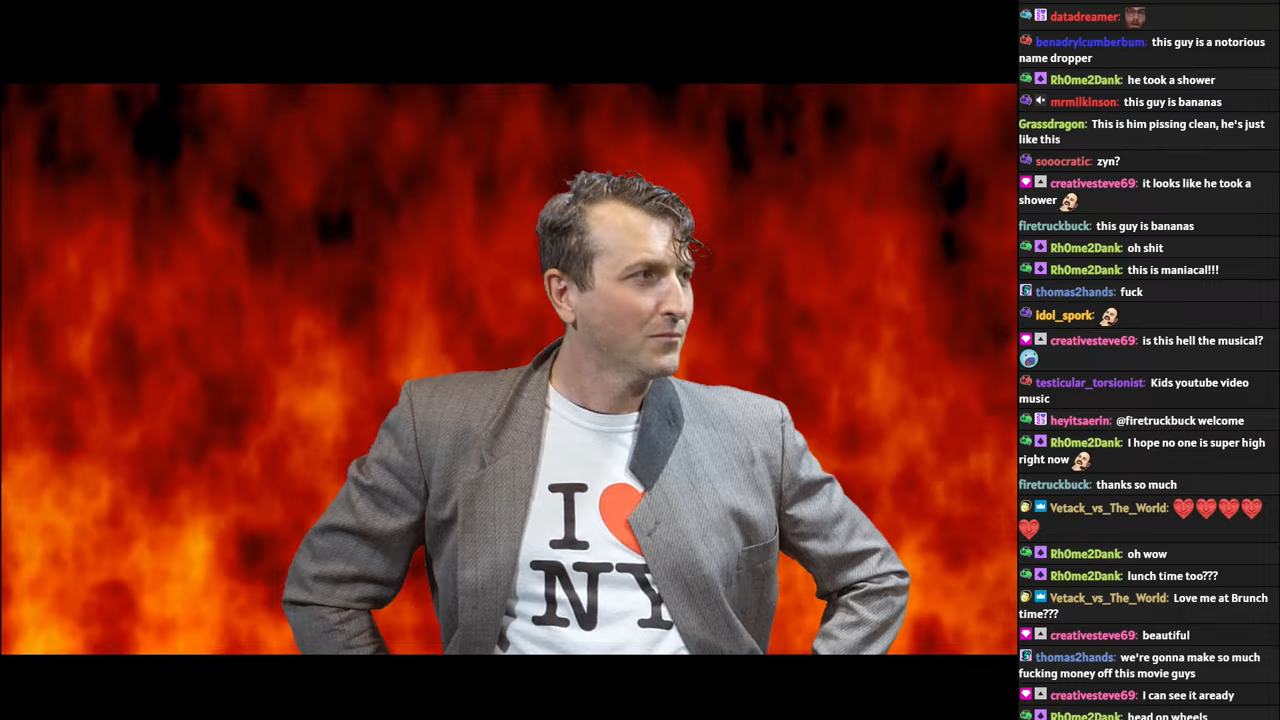 datadreamer:
benadrylcumberbum: this guy is a notorious
name dropper
Rh0me2Dank: he took a shower
mrmilkinson: this guy is bananas
Grassdragon: This is him pissing clean, he's just
like this
sooocratic: zyn?
creativesteve69: it looks like he took a
shower
firetruckbuck: this guy is bananas
Rh0me2Dank: oh shit
Rh0me2Dank: this is maniacal!!!
thomas2hands: fuck
idol_spork:
creativesteve69: is this hell the musical?
testicular_torsionist: Kids youtube video
music
heyitsaerin: @firetruckbuck welcome
Rh0me2Dank: I hope no one is super high
right now
firetruckbuck: thanks so much
Vetack_vs_The_World:
Rh0me2Dank: oh wow
Rh0me2Dank: lunch time too???
Vetack_vs_The_World: Love me at Brunch
time???
creativesteve69: beautiful
thomas2hands: we're gonna make so much
fucking money off this movie guys
creativesteve69: I can see it aready
Rh0me2Dank: head on wheels
I
NY